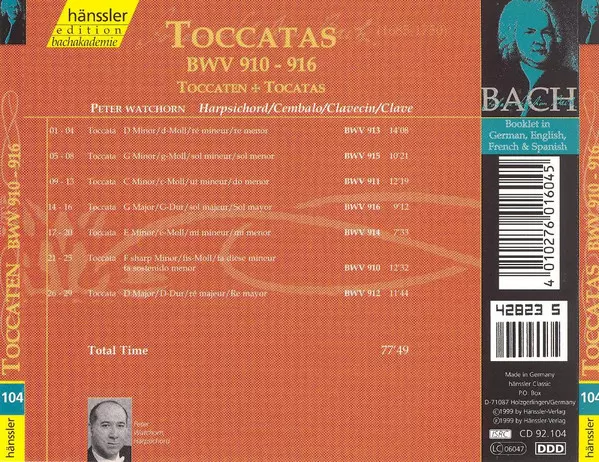 hänssler
edition
bachakademie
TOCCATAS
BWV 910 - 916
TOCCATEN + TOCATAS
PETER WATCHORN Harpsichord/Cembalo/Clavecin/Clave
01 - 04 Toccata D Minor/d-Moll/ré mineur/re menor BWV 913 14'08
05 - 08 Toccata G Minor/g-Moll/sol mineur/sol menor BWV 915 10'21
09 - 13 Toccata C Minor/c-Moll/ut mineur/do menor BWV 911 12'19
14 - 16 Toccata G Major/G-Dur/sol majeur/Sol mayor BWV 916 9'12
17 - 20 Toccata E Minor/e-Moll/mi mineur/mi menor BWV 914 7'33
21 - 25 Toccata F sharp Minor/fis-Moll/fa dièse mineur/
fa sostenido menor BWV 910 12'32
26 - 29 Toccata D Major/D-Dur/ré majeur/Re mayor BWV 912 11'44
Total Time 77'49
Peter
Watchorn,
Harpsichord
BACH
Booklet in
German, English,
French & Spanish
4 010276 016045
42823 5
Made in Germany
hänssler Classic
P.O. Box
D-71087 Holzgerlingen/Germany
℗1999 by Hänssler-Verlag
©1999 by Hänssler-Verlag
ISRC CD 92.104
LC 06047 DDD
TOCCATEN BWV 910 - 916
104
hänssler
TOCCATAS BWV 910 - 916
104
hänssler